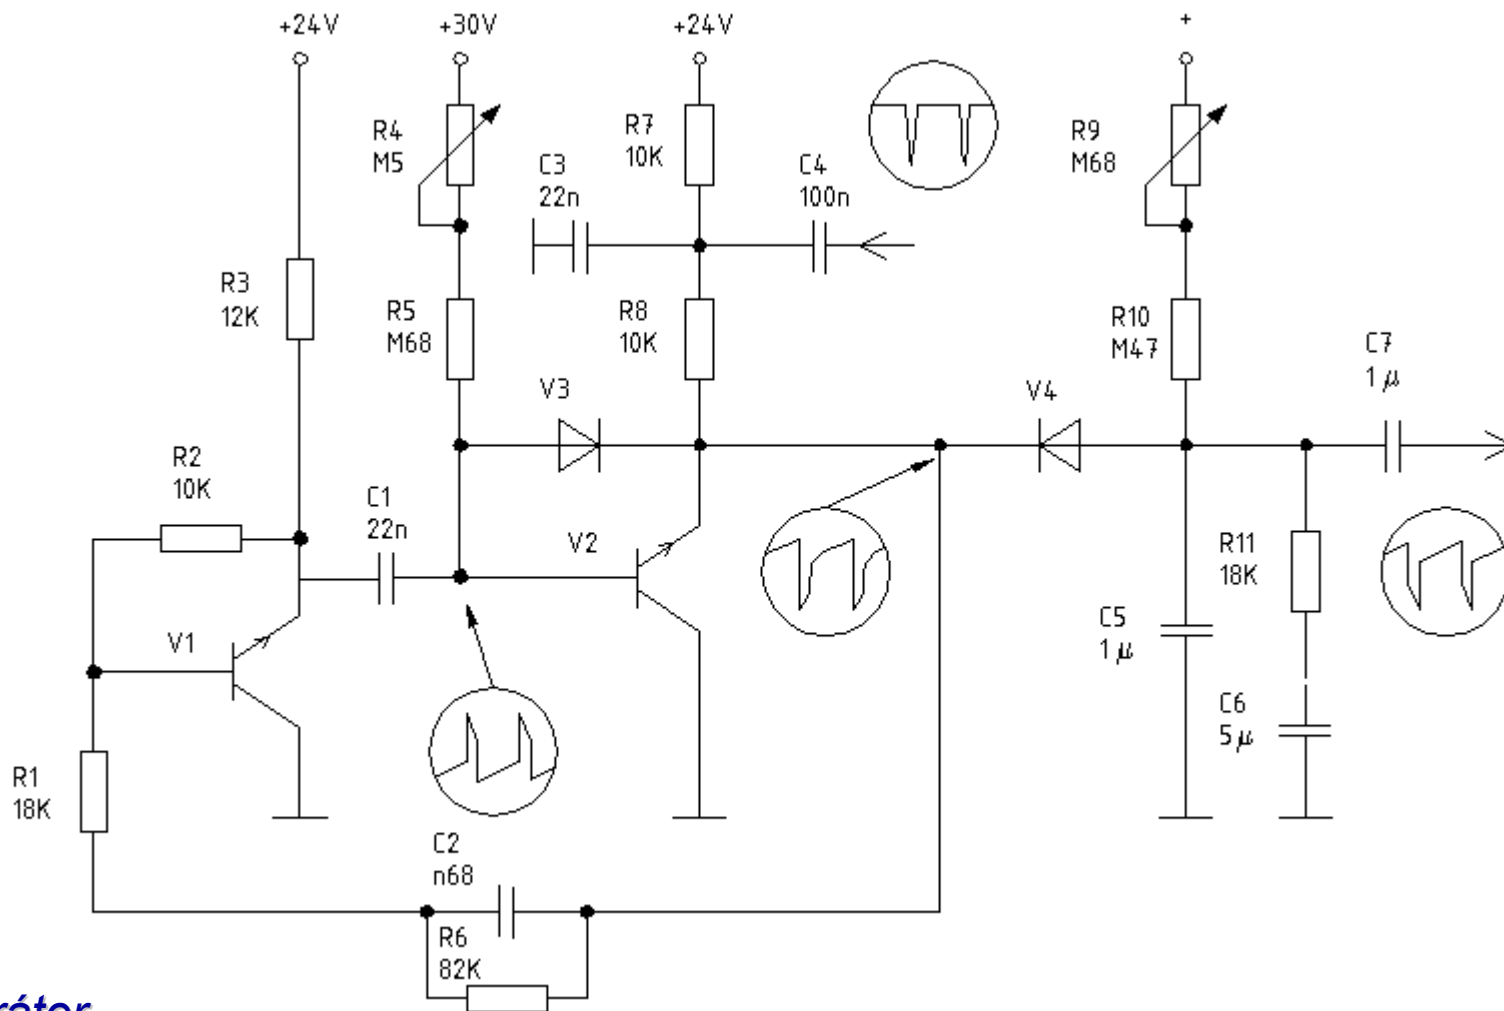 +24V
+30V
+24V
+
R4
M5
R7
10K
C3
22n
C4
100n
R9
M68
R3
12K
R5
M68
R8
10K
R10
M47
C7
1µ
V3
V4
R2
10K
C1
22n
V2
R11
18K
V1
C5
1µ
C6
5µ
R1
18K
C2
n68
R6
82K